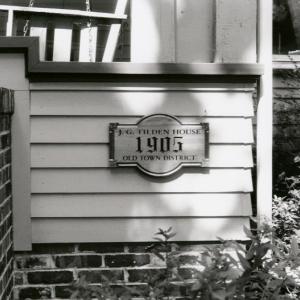 J. G. TILDEN HOUSE
1905
OLD TOWN DISTRICT